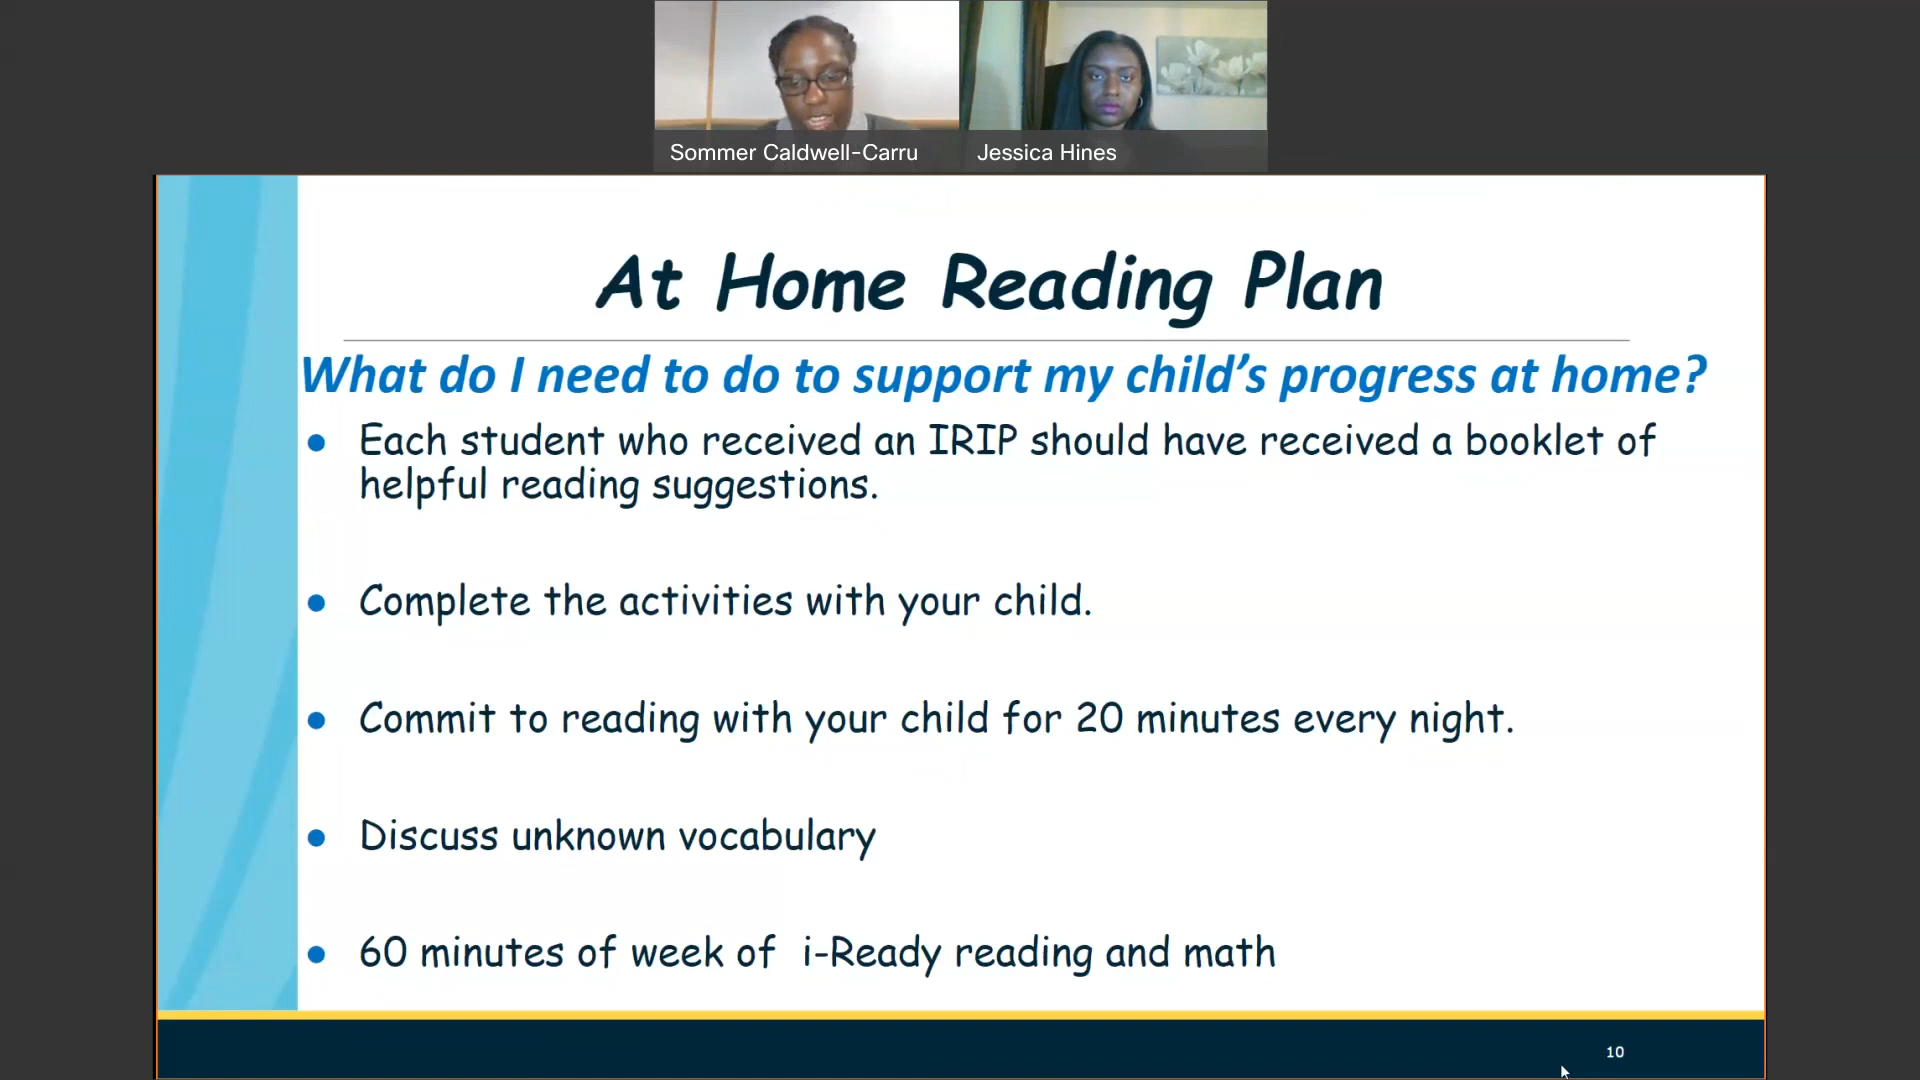 Sommer Caldwell-Carru
Jessica Hines
At Home Reading Plan
What do I need to do to support my child's progress at home?
● Each student who received an IRIP should have received a booklet of
helpful reading suggestions.
● Complete the activities with your child.
● Commit to reading with your child for 20 minutes every night.
● Discuss unknown vocabulary
● 60 minutes of week of i-Ready reading and math
10